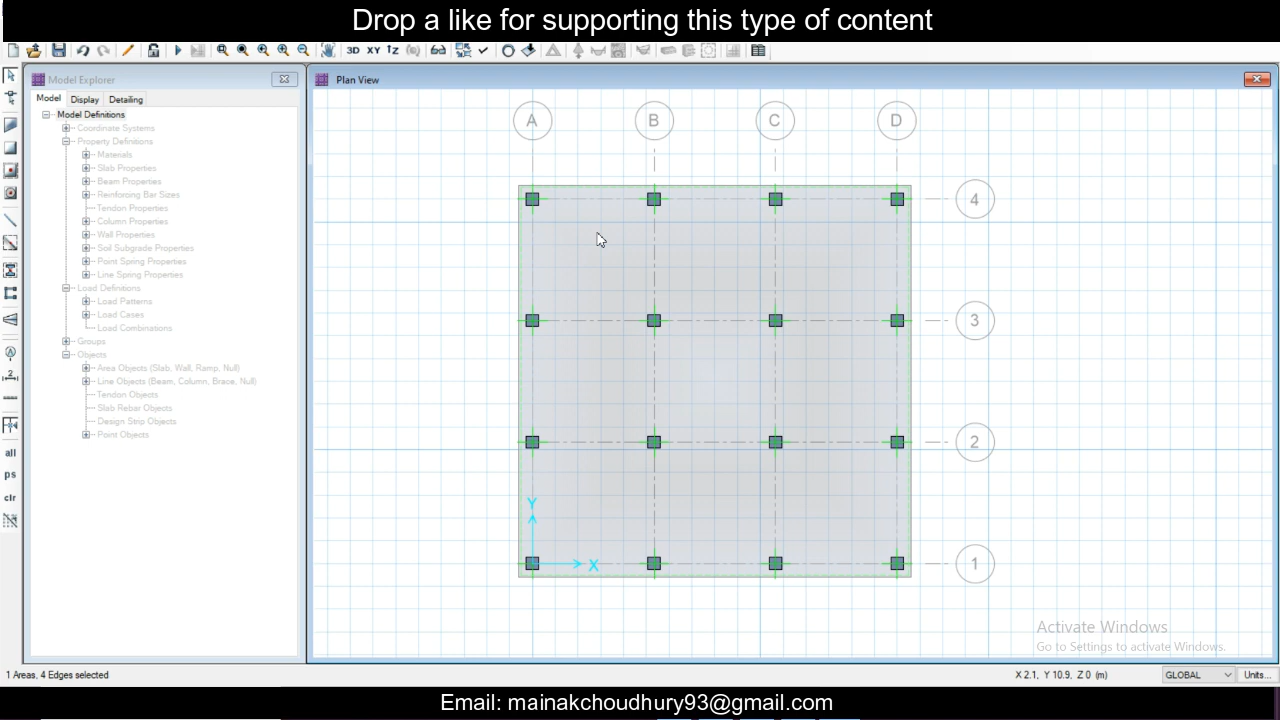 Drop a like for supporting this type of content
3D XY
Model Explorer
Model Display Detailing
Model Definitions
Coordinate Systems
Property Definitions
Materials
Slab Properties
Beam Properties
Reinforcing Bar Sizes
Tendon Properties
Column Properties
Wall Properties
Soil Subgrade Properties
Point Spring Properties
Line Spring Properties
Load Definitions
Load Patterns
Load Cases
Load Combinations
Groups
Objects
Area Objects (Slab, Wall, Ramp, Null)
Line Objects (Beam, Column, Brace, Null)
Tendon Objects
Slab Rebar Objects
Design Strip Objects
Point Objects
all
ps
clr
Plan View
A B C D
4
3
2
Y
X
1
Activate Windows
Go to Settings to activate Windows.
1 Areas, 4 Edges selected
X 2.1, Y 10.9, Z 0 (m)
GLOBAL
Units...
Email: mainakchoudhury93@gmail.com